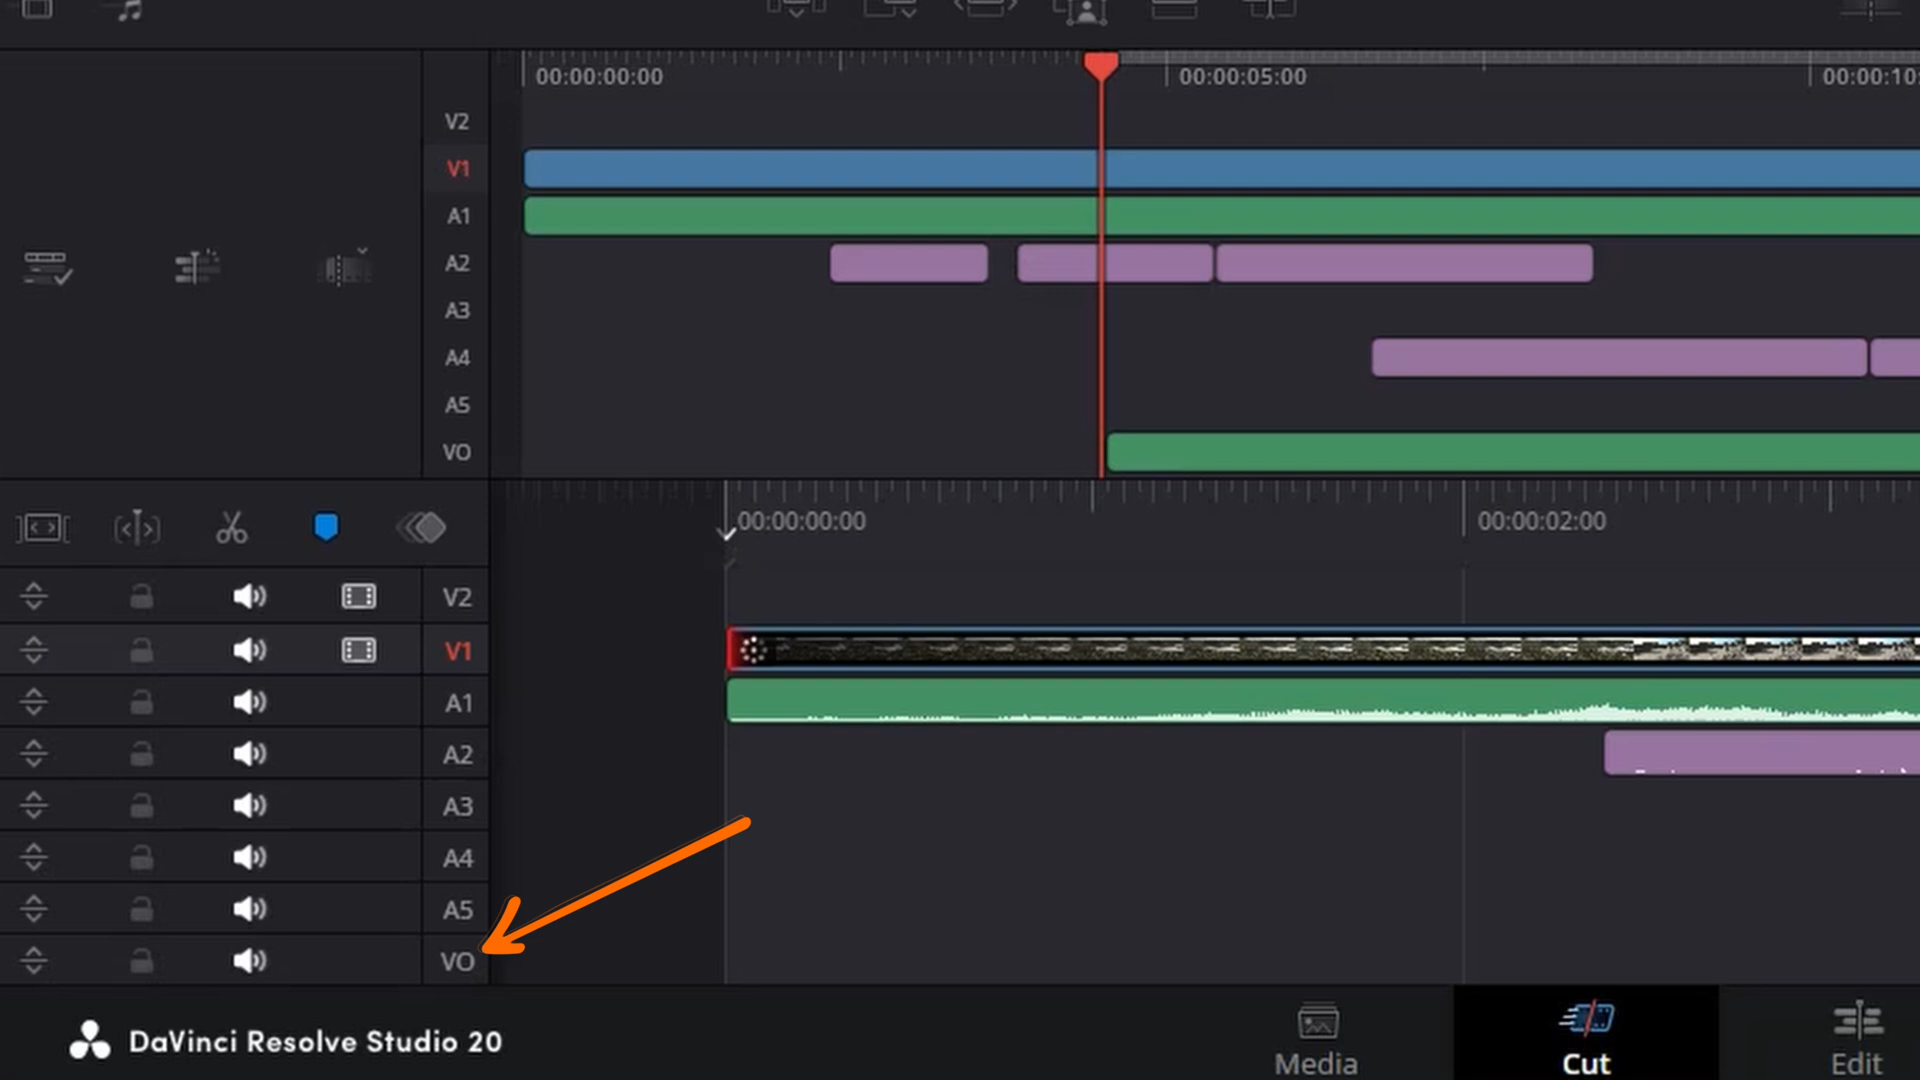 00:00:00:00
00:00:05:00
00:00:10:
V2
V1
A1
A2
A3
A4
A5
VO
00:00:00:00
00:00:02:00
V2
V1
A1
A2
A3
A4
A5
VO
DaVinci Resolve Studio 20
Media
Cut
Edit